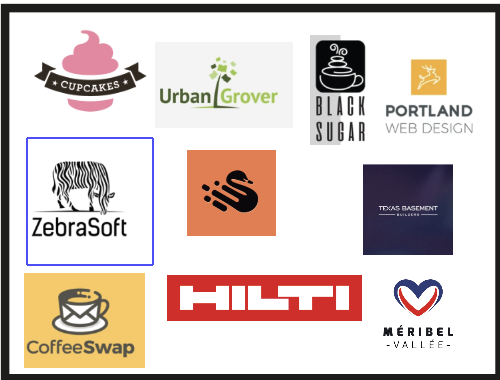 CUPCAKES
Urban Grover
BLACK
SUGAR
PORTLAND
WEB DESIGN
ZebraSoft
TEXAS BASEMENT
BUILDERS
CoffeeSwap
HILTI
MÉRIBEL
-VALLÉE-